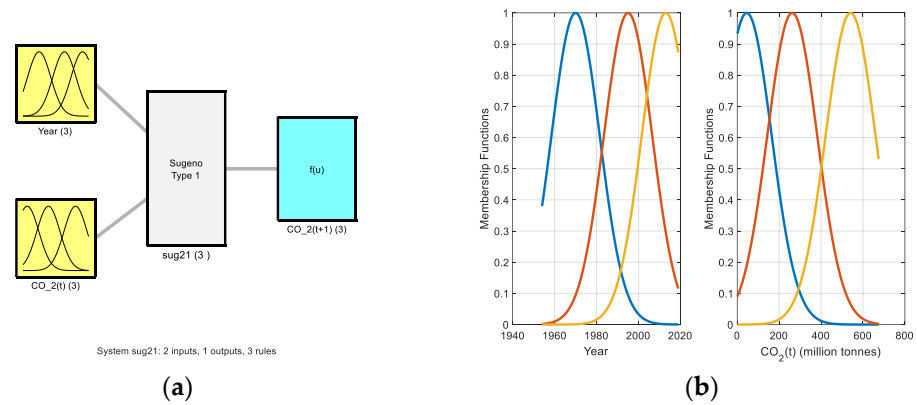 Year (3)
CO_2(t) (3)
Sugeno
Type 1
sug21 (3 )
f(u)
CO_2(t+1) (3)
System sug21: 2 inputs, 1 outputs, 3 rules
(a)
Membership Functions
1
0.9
0.8
0.7
0.6
0.5
0.4
0.3
0.2
0.1
0
1940 1960 1980 2000 2020
Year
Membership Functions
1
0.9
0.8
0.7
0.6
0.5
0.4
0.3
0.2
0.1
0
0 200 400 600 800
CO₂(t) (million tonnes)
(b)